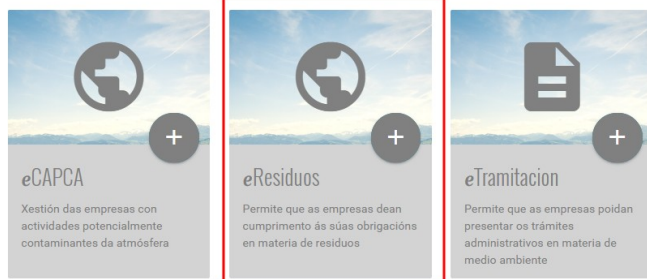 eCAPCA
Xestión das empresas con
actividades potencialmente
contaminantes da atmósfera
eResiduos
Permite que as empresas dean
cumprimento ás súas obrigacións
en materia de residuos
eTramitacion
Permite que as empresas poidan
presentar os trámites
administrativos en materia de
medio ambiente